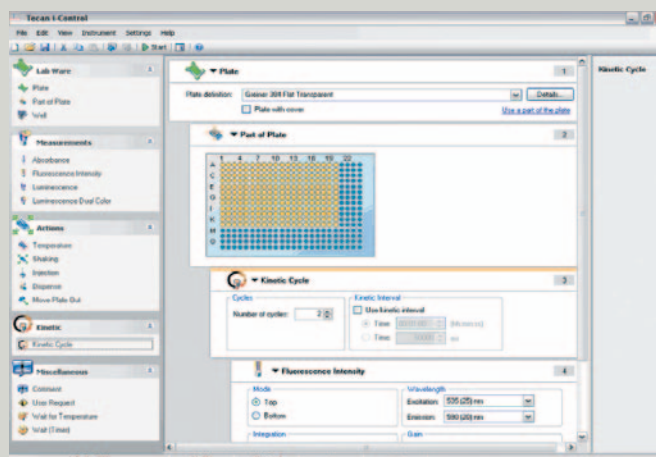 Tecan i-Control
File Edit View Instrument Settings Help
Start
Lab Ware
Plate
Part of Plate
Well
Measurements
Absorbance
Fluorescence Intensity
Luminescence
Luminescence Dual Color
Actions
Temperature
Shaking
Injection
Dispense
Move Plate Out
Kinetic
Kinetic Cycle
Miscellaneous
Comment
User Request
Wait for Temperature
Wait (Timer)
Plate 1
Plate definition: Greiner 384 Flat Transparent Details...
Plate with cover Use a part of the plate
Part of Plate 2
1 4 7 10 13 16 19 22
A
C
E
G
I
K
M
O
Kinetic Cycle 3
Cycles
Number of cycles: 2
Kinetic Interval
Use kinetic interval
Time:
Time:
Fluorescence Intensity 4
Mode
Top
Bottom
Wavelength
Excitation: 535 (25) nm
Emission: 590 (20) nm
Integration
Gain
Kinetic Cycle